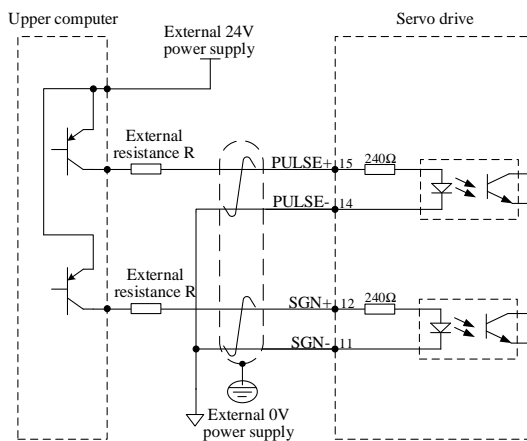 Upper computer
Servo drive
External 24V
power supply
External
resistance R
PULSE+
15
240Ω
PULSE-
14
External
resistance R
SGN+
12
240Ω
SGN-
11
External 0V
power supply